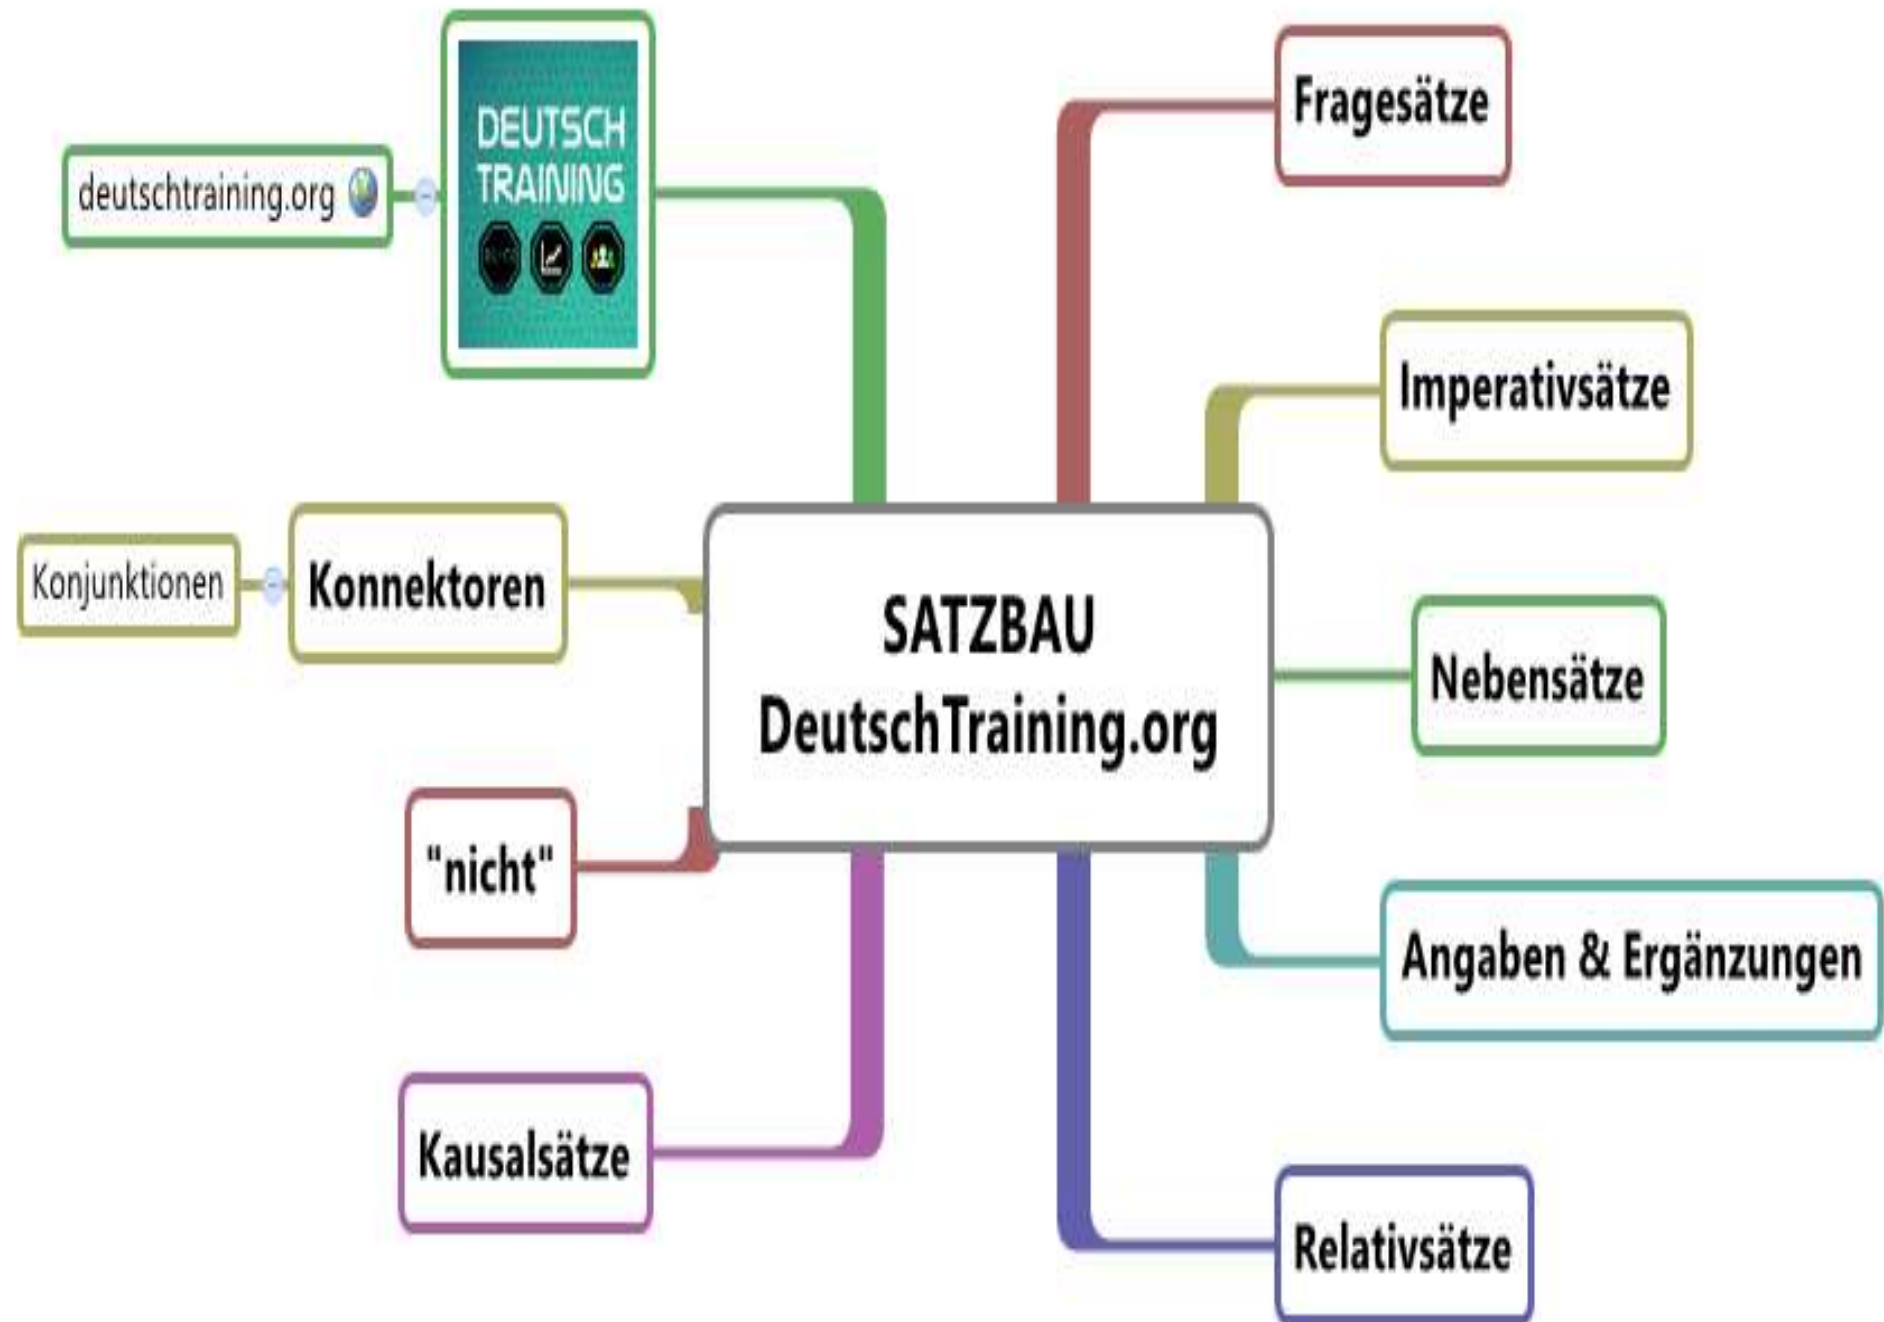 DEUTSCH
TRAINING
deutschtraining.org
Fragesätze
Imperativsätze
Konjunktionen
Konnektoren
SATZBAU
DeutschTraining.org
Nebensätze
"nicht"
Angaben & Ergänzungen
Kausalsätze
Relativsätze